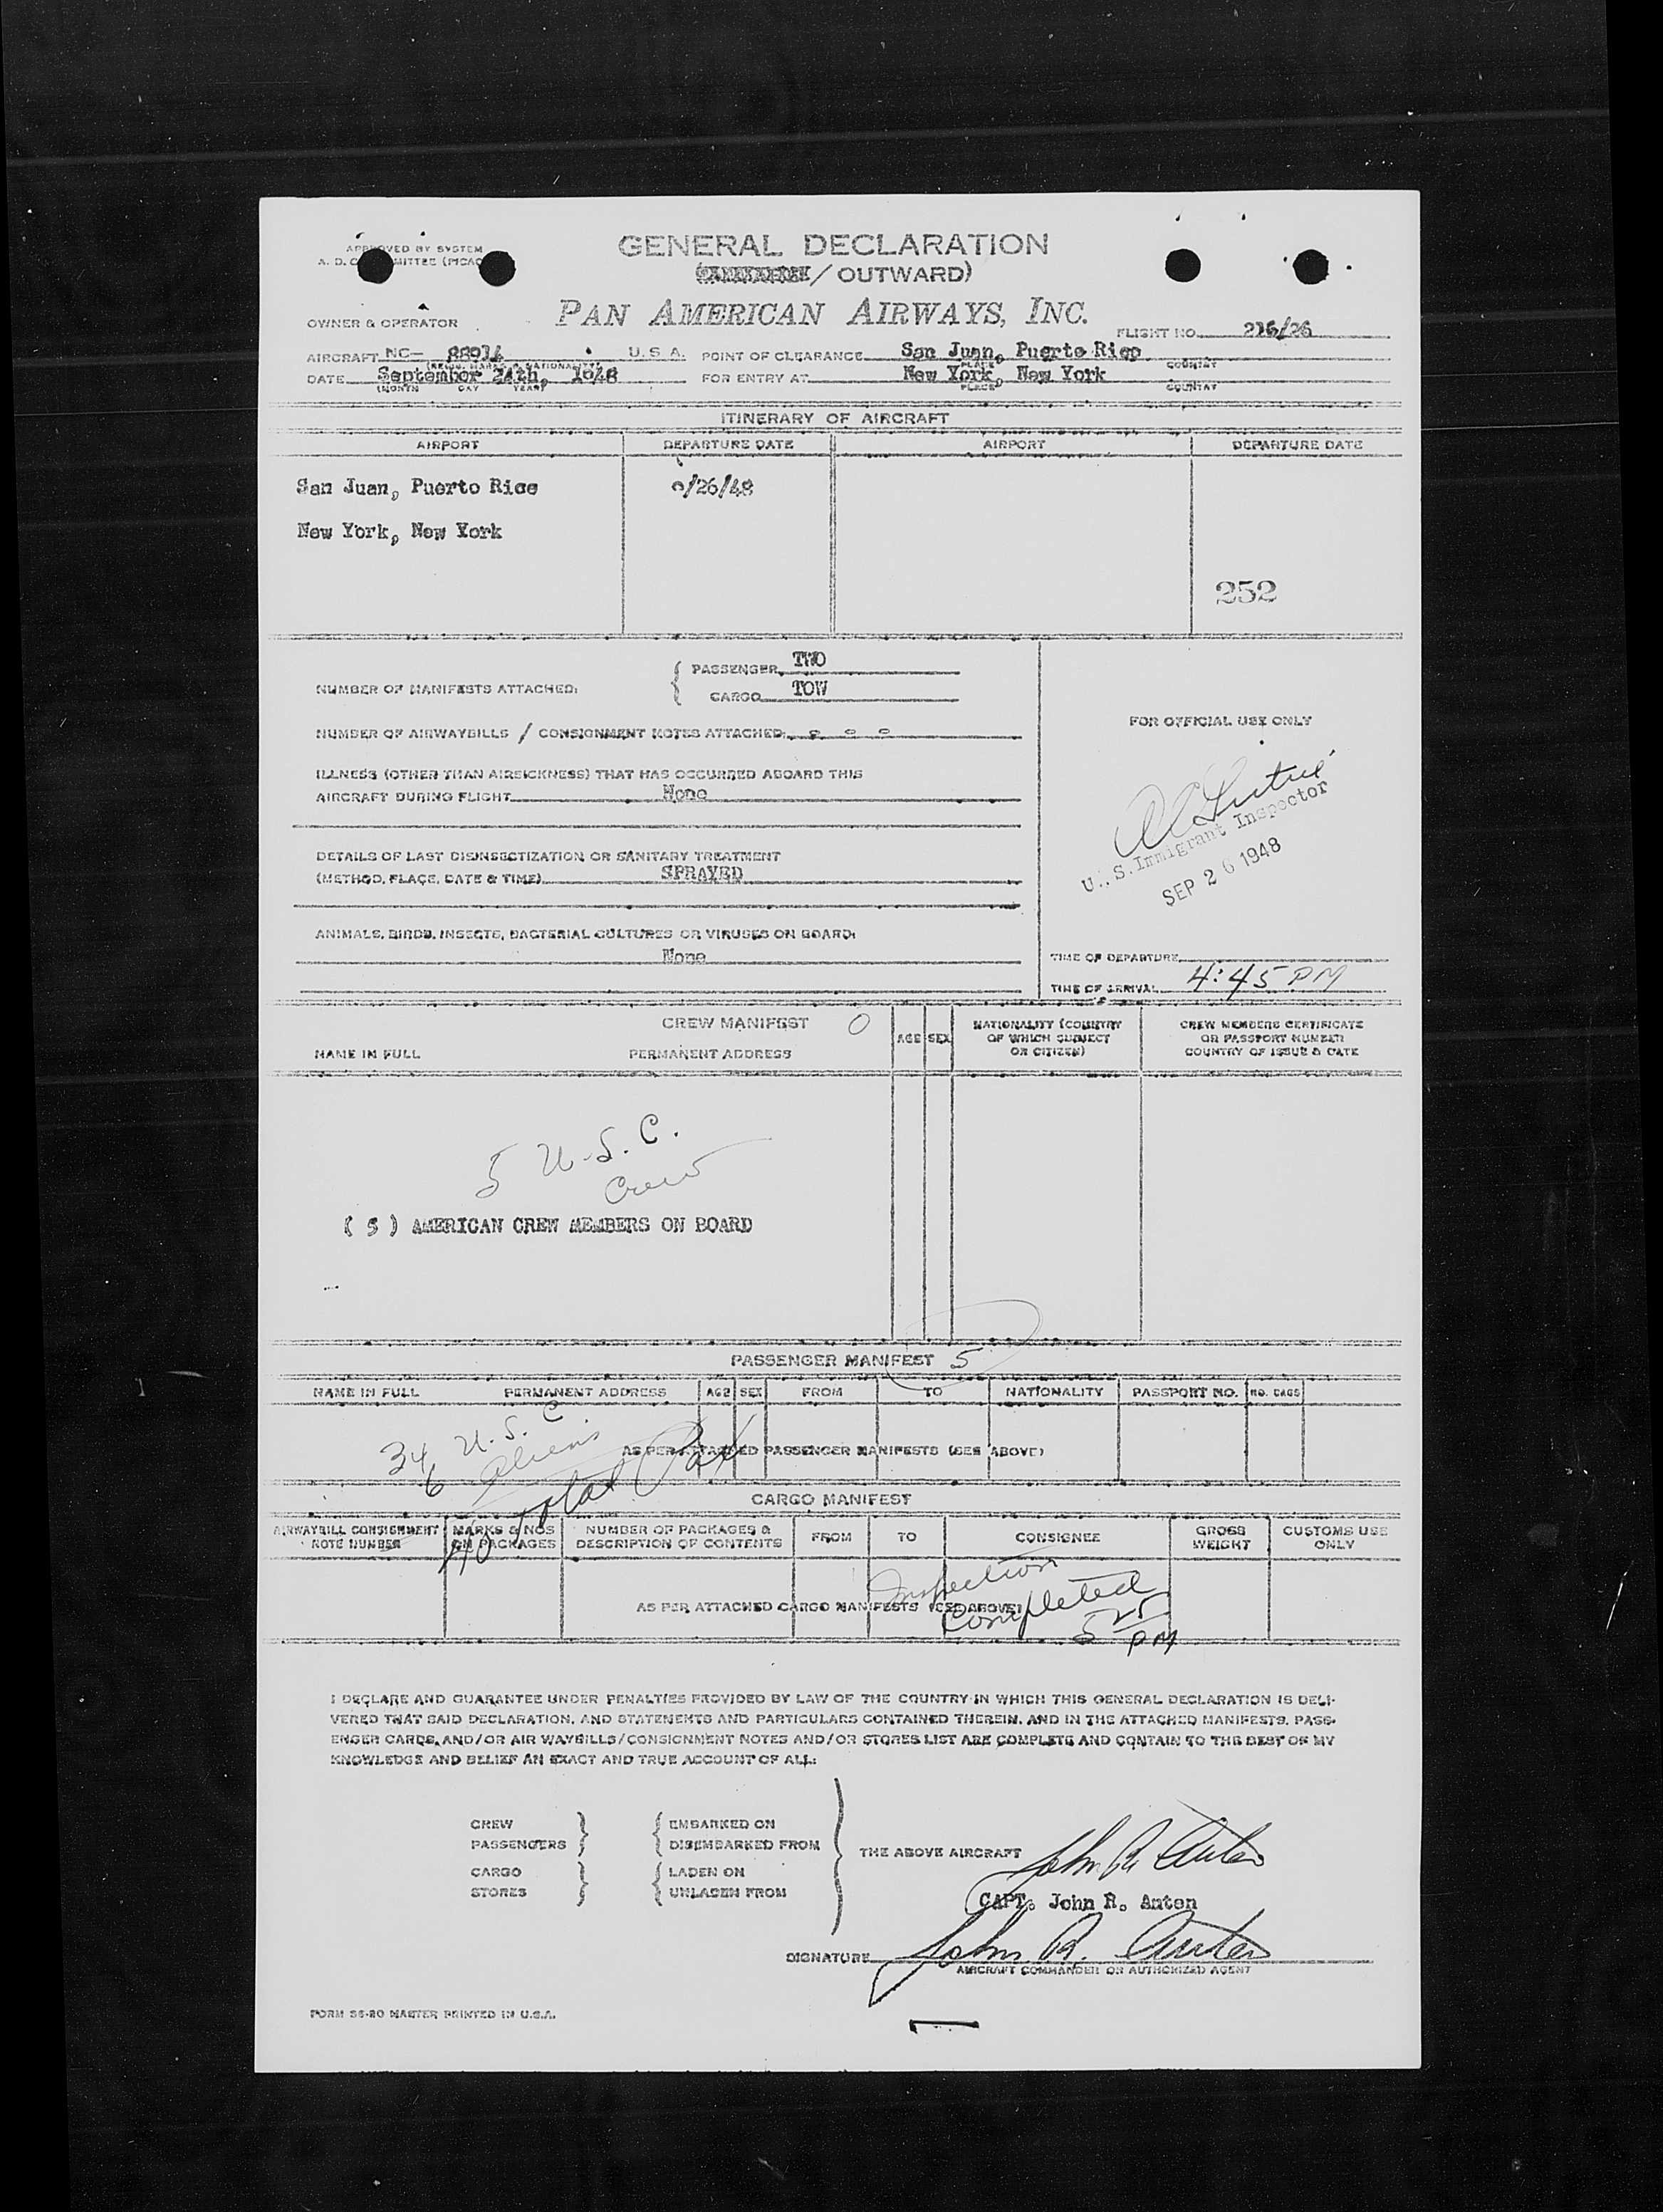 APPROVED BY SYSTEM
GENERAL DECLARATION
/ OUTWARD)
PAN AMERICAN AIRWAYS, INC.
OWNER & OPERATOR
FLIGHT NO. 216/26
AIRCRAFT NC- U. S. A. POINT OF CLEARANCE San Juan, Puerto Rico
DATE September 24th, 1948 FOR ENTRY AT New York, New York
(MONTH DAY YEAR) PLACE COUNTRY
ITINERARY OF AIRCRAFT
AIRPORT DEPARTURE DATE AIRPORT DEPARTURE DATE
San Juan, Puerto Rico 9/26/48
New York, New York
252
PASSENGER TWO
NUMBER OF MANIFESTS ATTACHED:
CARGO TOW
FOR OFFICIAL USE ONLY
NUMBER OF AIRWAYBILLS / CONSIGNMENT NOTES ATTACHED: - - -
ILLNESS (OTHER THAN AIRSICKNESS) THAT HAS OCCURRED ABOARD THIS
AIRCRAFT DURING FLIGHT None
U. S. Immigrant Inspector
SEP 26 1948
DETAILS OF LAST DISINSECTIZATION OR SANITARY TREATMENT
(METHOD, PLACE, DATE & TIME) SPRAYED
ANIMALS, BIRDS, INSECTS, BACTERIAL CULTURES OR VIRUSES ON BOARD:
None
TIME OF DEPARTURE
TIME OF ARRIVAL 4:45 PM
CREW MANIFEST 0
NAME IN FULL PERMANENT ADDRESS AGE SEX NATIONALITY (COUNTRY OF WHICH SUBJECT OR CITIZEN) CREW MEMBERS CERTIFICATE OR PASSPORT NUMBER COUNTRY OF ISSUE & DATE
5 U.S.C.
Crew
( 5 ) AMERICAN CREW MEMBERS ON BOARD
PASSENGER MANIFEST 5
NAME IN FULL PERMANENT ADDRESS AGE SEX FROM TO NATIONALITY PASSPORT NO. NO. BAGS
34 U.S.C
6 Aliens
AS PER ATTACHED PASSENGER MANIFESTS (SEE ABOVE)
40 Total Pax
CARGO MANIFEST
AIRWAYBILL CONSIGNMENT NOTE NUMBER MARKS & NOS ON PACKAGES NUMBER OF PACKAGES & DESCRIPTION OF CONTENTS FROM TO CONSIGNEE GROSS WEIGHT CUSTOMS USE ONLY
Inspection
Completed
5 25 PM
AS PER ATTACHED CARGO MANIFESTS (SEE ABOVE)
I DECLARE AND GUARANTEE UNDER PENALTIES PROVIDED BY LAW OF THE COUNTRY IN WHICH THIS GENERAL DECLARATION IS DELI-
VERED THAT SAID DECLARATION, AND STATEMENTS AND PARTICULARS CONTAINED THEREIN, AND IN THE ATTACHED MANIFESTS, PASS-
ENGER CARDS, AND/OR AIR WAYBILLS/CONSIGNMENT NOTES AND/OR STORES LIST ARE COMPLETE AND CONTAIN TO THE BEST OF MY
KNOWLEDGE AND BELIEF AN EXACT AND TRUE ACCOUNT OF ALL:
CREW EMBARKED ON
PASSENGERS DISEMBARKED FROM
THE ABOVE AIRCRAFT John R. Auten
CARGO LADEN ON
STORES UNLADEN FROM
CAPT. John R. Auten
SIGNATURE John R. Auten
AIRCRAFT COMMANDER OR AUTHORIZED AGENT
FORM 56-20 MASTER PRINTED IN U.S.A.